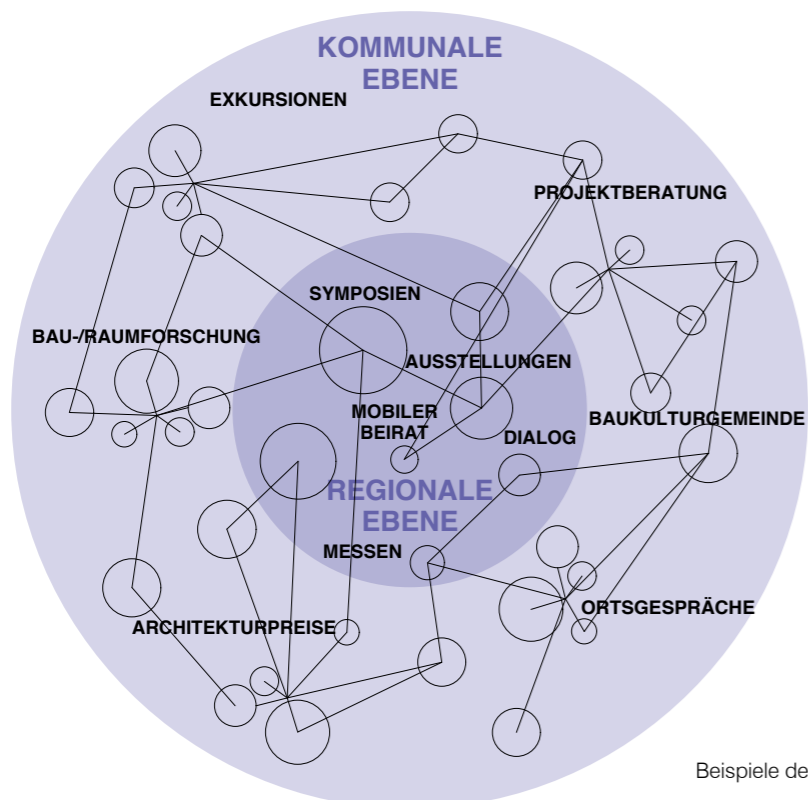 KOMMUNALE
EBENE
EXKURSIONEN
PROJEKTBERATUNG
SYMPOSIEN
BAU-/RAUMFORSCHUNG
AUSSTELLUNGEN
MOBILER
BEIRAT
BAUKULTURGEMEINDE
DIALOG
REGIONALE
EBENE
MESSEN
ORTSGESPRÄCHE
ARCHITEKTURPREISE
Beispiele de